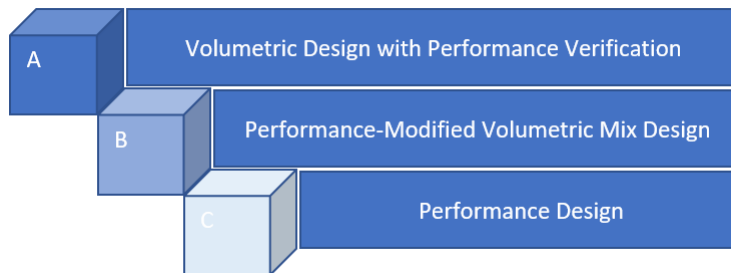 A
Volumetric Design with Performance Verification
B
Performance-Modified Volumetric Mix Design
C
Performance Design